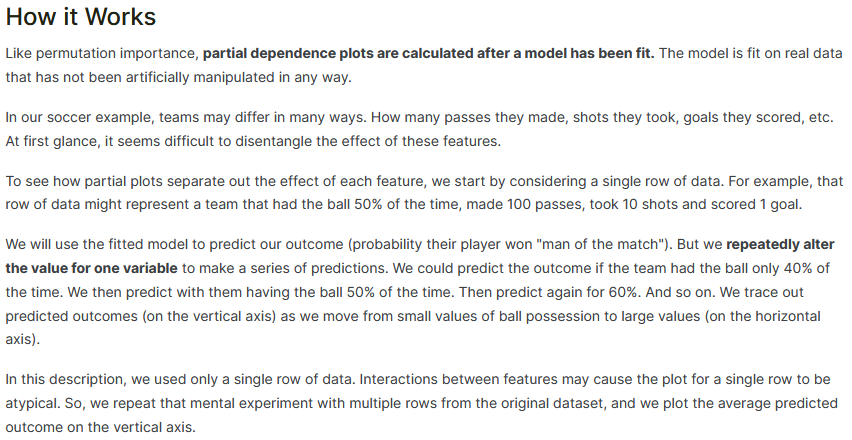 How it Works
Like permutation importance, partial dependence plots are calculated after a model has been fit. The model is fit on real data
that has not been artificially manipulated in any way.
In our soccer example, teams may differ in many ways. How many passes they made, shots they took, goals they scored, etc.
At first glance, it seems difficult to disentangle the effect of these features.
To see how partial plots separate out the effect of each feature, we start by considering a single row of data. For example, that
row of data might represent a team that had the ball 50% of the time, made 100 passes, took 10 shots and scored 1 goal.
We will use the fitted model to predict our outcome (probability their player won "man of the match"). But we repeatedly alter
the value for one variable to make a series of predictions. We could predict the outcome if the team had the ball only 40% of
the time. We then predict with them having the ball 50% of the time. Then predict again for 60%. And so on. We trace out
predicted outcomes (on the vertical axis) as we move from small values of ball possession to large values (on the horizontal
axis).
In this description, we used only a single row of data. Interactions between features may cause the plot for a single row to be
atypical. So, we repeat that mental experiment with multiple rows from the original dataset, and we plot the average predicted
outcome on the vertical axis.